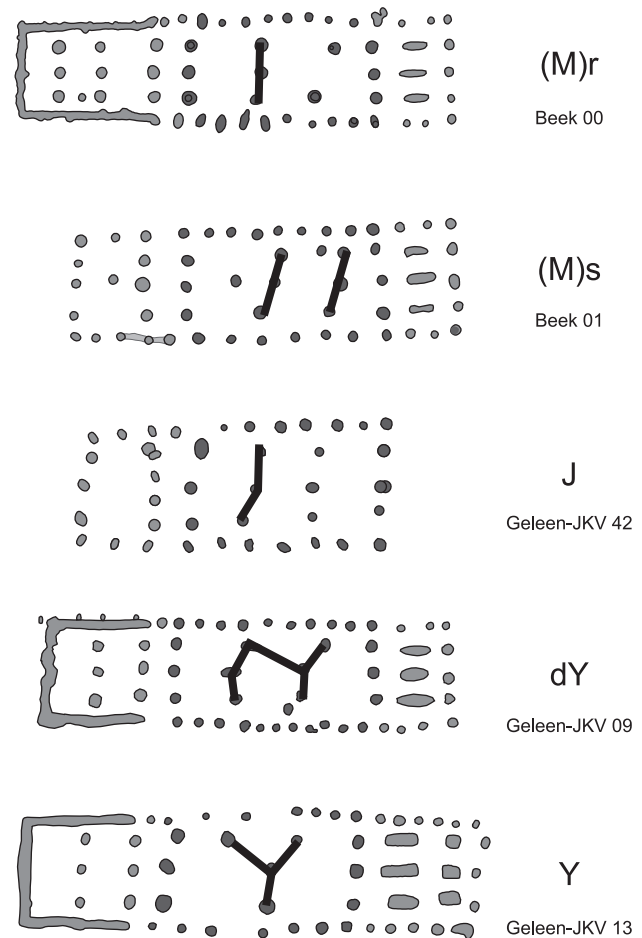 (M)r
Beek 00
(M)s
Beek 01
J
Geleen-JKV 42
dY
Geleen-JKV 09
Y
Geleen-JKV 13